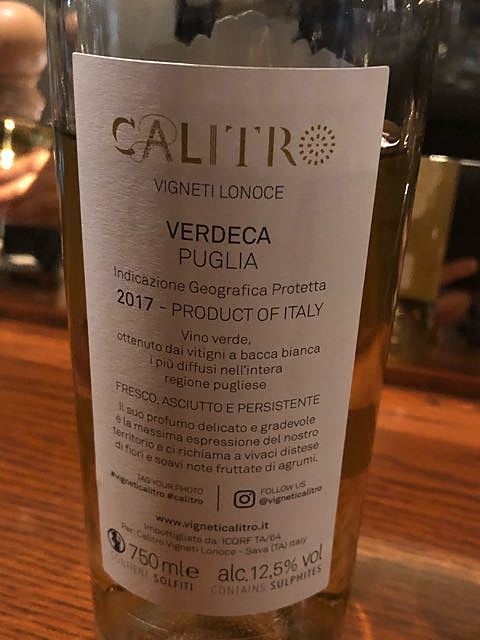 CALITRO
VIGNETI LONOCE
VERDECA
PUGLIA
Indicazione Geografica Protetta
2017 - PRODUCT OF ITALY
Vino verde,
ottenuto dai vitigni a bacca bianca
i più diffusi nell'intera
regione pugliese
FRESCO, ASCIUTTO E PERSISTENTE
Il suo profumo delicato e gradevole
è la massima espressione del nostro
territorio e ci richiama a vivaci distese
di fiori e soavi note fruttate di agrumi.
TAG YOUR PHOTO
#vigneticalitro #calitro
FOLLOW US
@vigneticalitro
www.vigneticalitro.it
Imbottigliato da: ICORF TA/64
Per: Calitro Vigneti Lonoce - Sava (TA) Italy
750 ml e alc.12,5% vol
CONTIENE SOLFITI CONTAINS SULPHITES